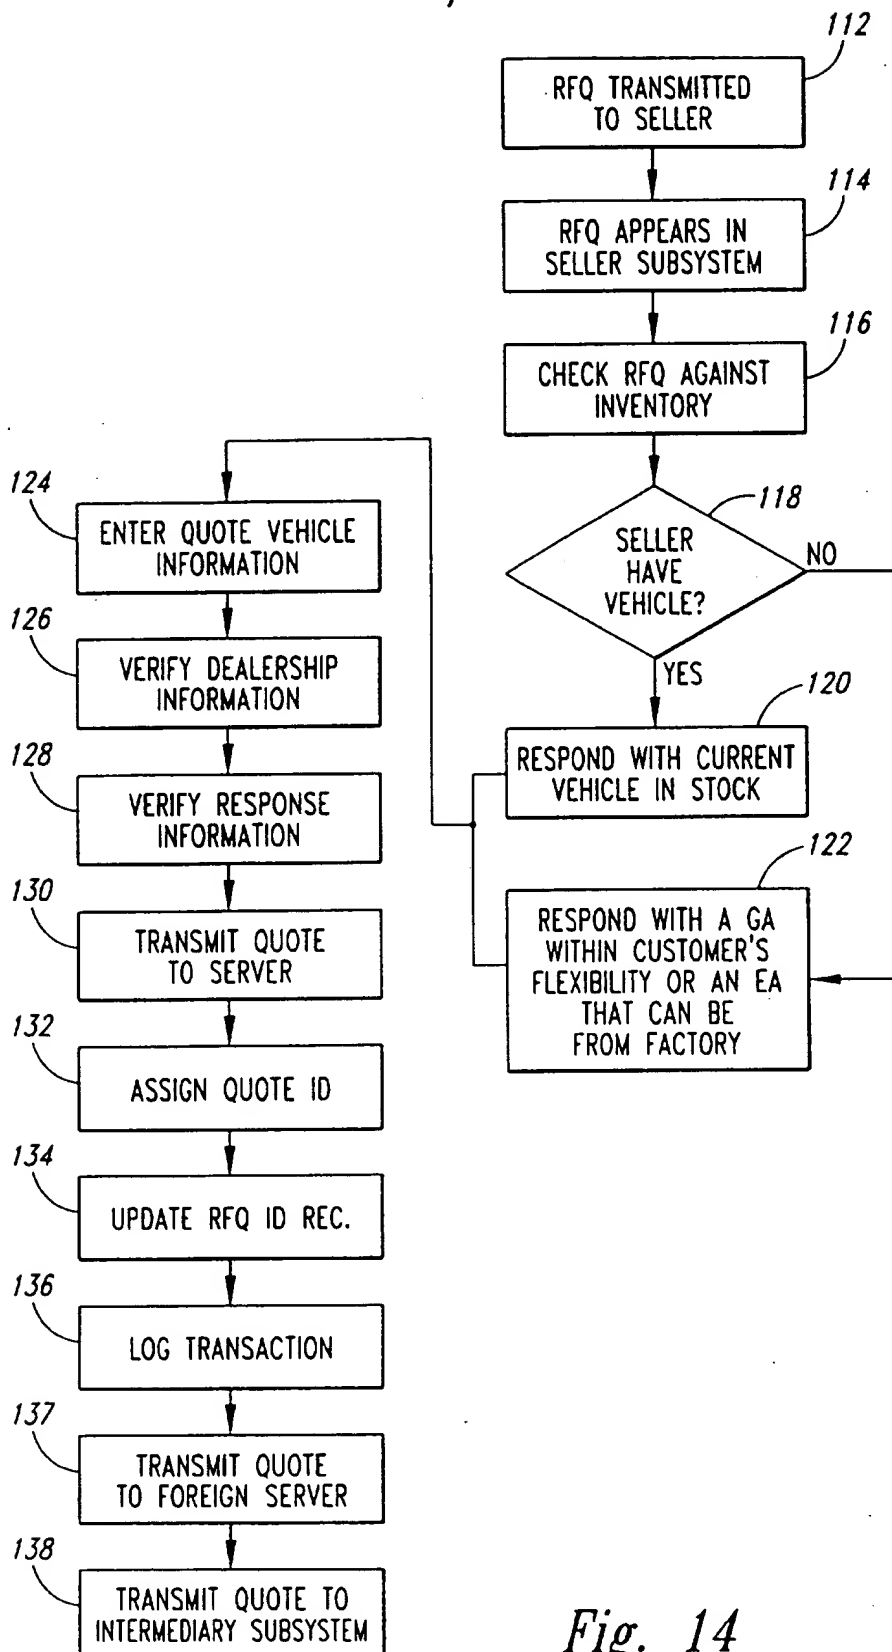 112
RFQ TRANSMITTED
TO SELLER
114
RFQ APPEARS IN
SELLER SUBSYSTEM
116
CHECK RFQ AGAINST
INVENTORY
118
SELLER
HAVE
VEHICLE?
NO
YES
120
RESPOND WITH CURRENT
VEHICLE IN STOCK
122
RESPOND WITH A GA
WITHIN CUSTOMER'S
FLEXIBILITY OR AN EA
THAT CAN BE
FROM FACTORY
124
ENTER QUOTE VEHICLE
INFORMATION
126
VERIFY DEALERSHIP
INFORMATION
128
VERIFY RESPONSE
INFORMATION
130
TRANSMIT QUOTE
TO SERVER
132
ASSIGN QUOTE ID
134
UPDATE RFQ ID REC.
136
LOG TRANSACTION
137
TRANSMIT QUOTE
TO FOREIGN SERVER
138
TRANSMIT QUOTE TO
INTERMEDIARY SUBSYSTEM
Fig. 14